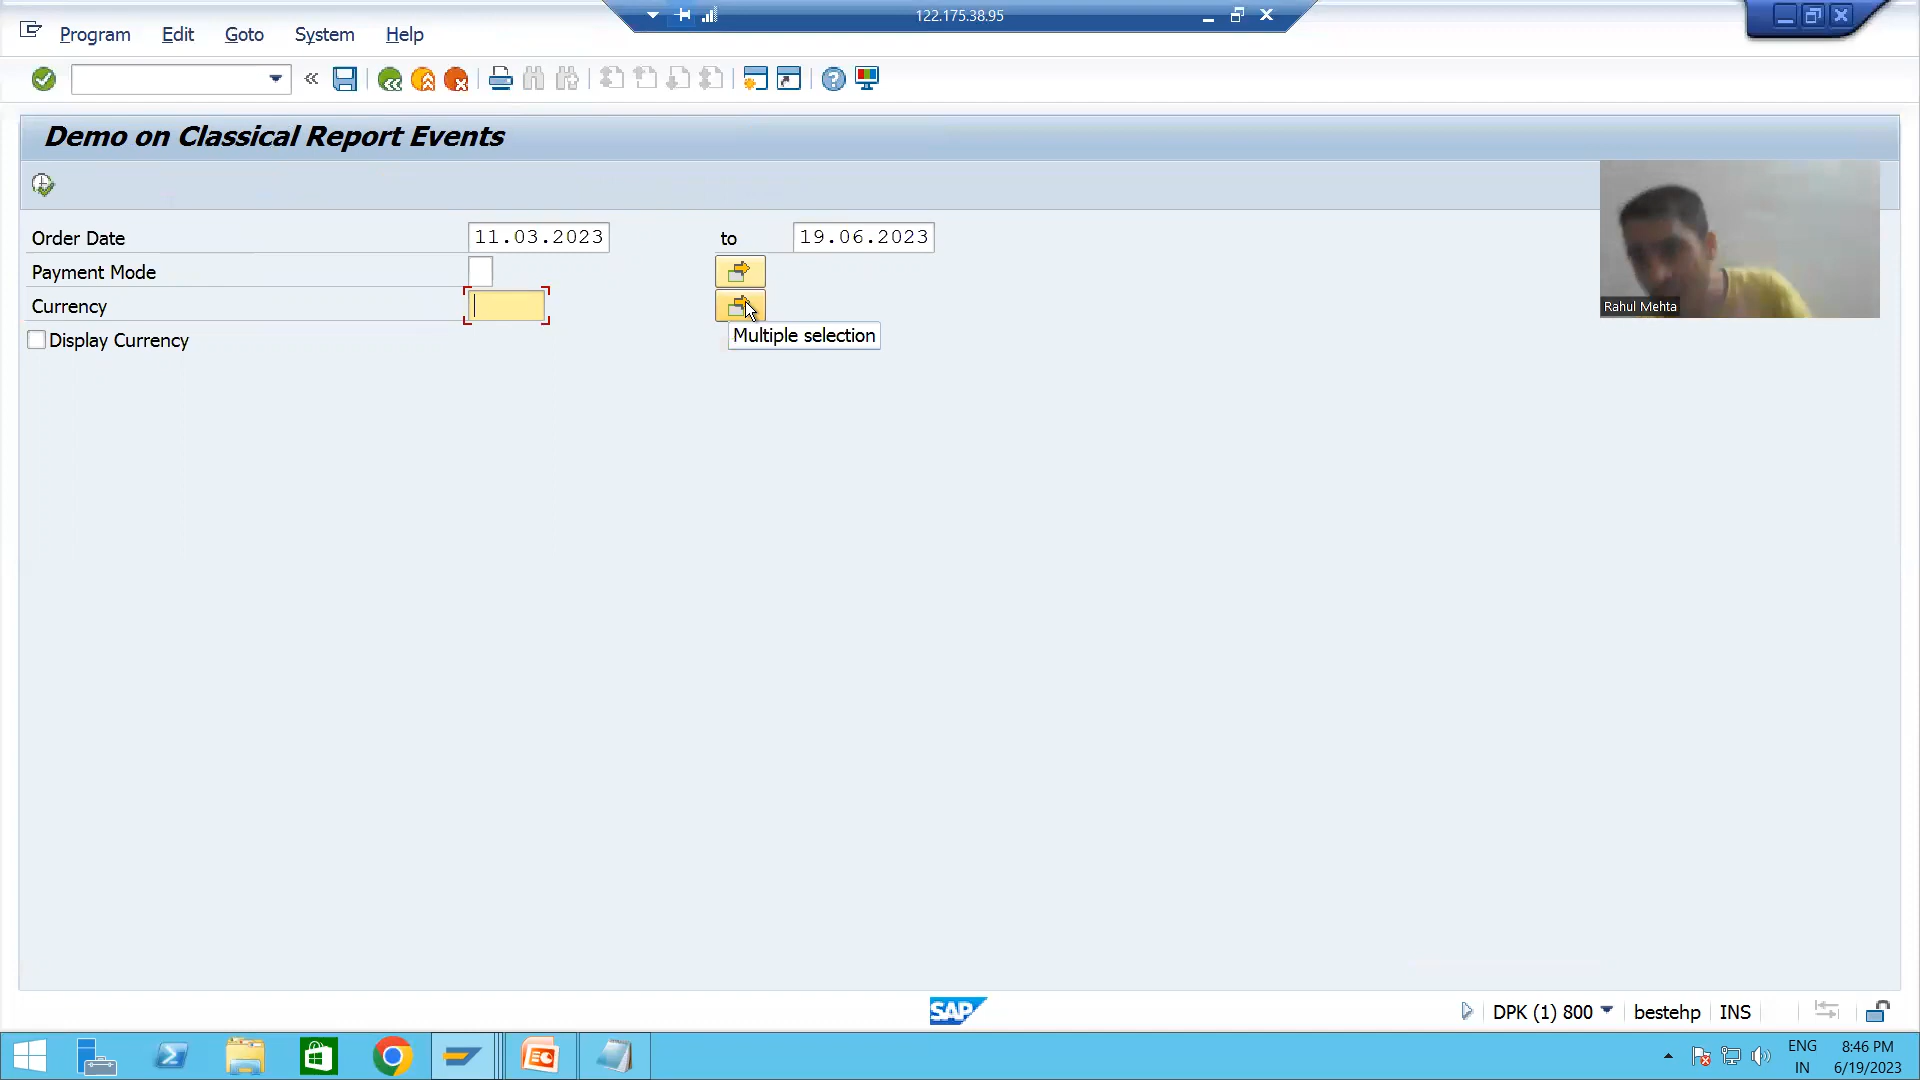 122.175.38.95
Program Edit Goto System Help
Demo on Classical Report Events
Order Date 11.03.2023 to 19.06.2023
Payment Mode
Currency
Multiple selection
Display Currency
Rahul Mehta
SAP
DPK (1) 800 bestehp INS
ENG 8:46 PM
IN 6/19/2023